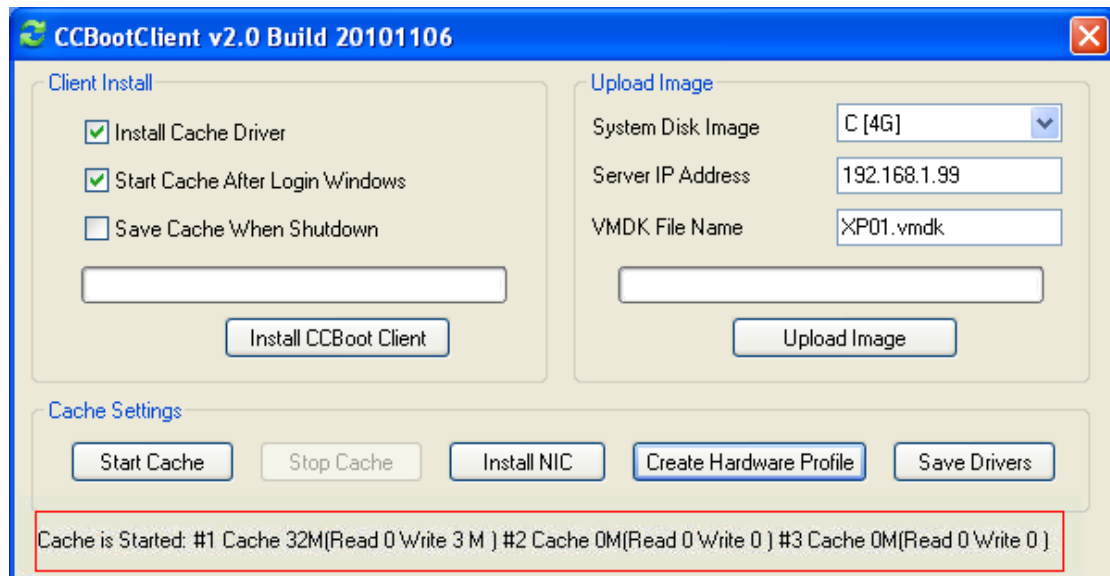 CCBootClient v2.0 Build 20101106
Client Install
Install Cache Driver
Start Cache After Login Windows
Save Cache When Shutdown
Install CCBoot Client
Upload Image
System Disk Image C [4G]
Server IP Address 192.168.1.99
VMDK File Name XP01.vmdk
Upload Image
Cache Settings
Start Cache Stop Cache Install NIC Create Hardware Profile Save Drivers
Cache is Started: #1 Cache 32M(Read 0 Write 3 M ) #2 Cache 0M(Read 0 Write 0 ) #3 Cache 0M(Read 0 Write 0 )